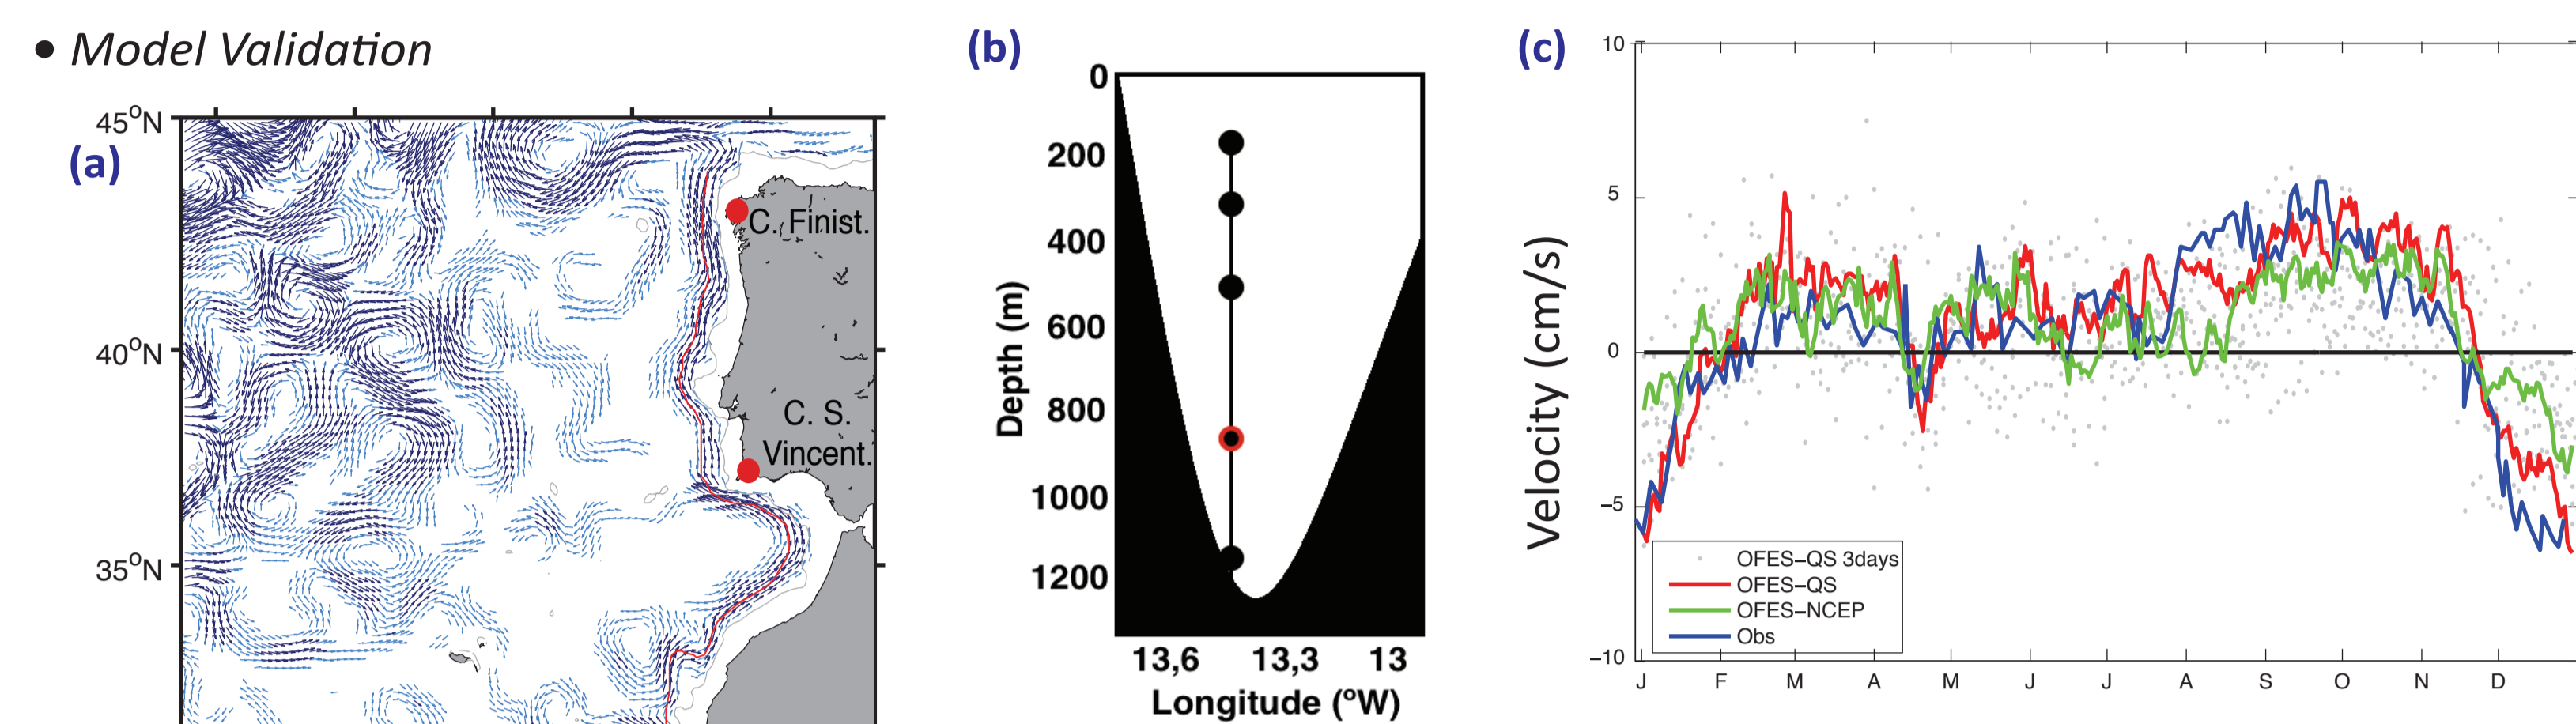 • Model Validation
(a)
45°N
40°N
35°N
C. Finist.
C. S.
Vincent.
(b)
0
200
400
600
800
1000
1200
Depth (m)
13,6 13,3 13
Longitude (ºW)
(c)
10
5
0
−5
−10
Velocity (cm/s)
OFES−QS 3days
OFES−QS
OFES−NCEP
Obs
J F M A M J J A S O N D